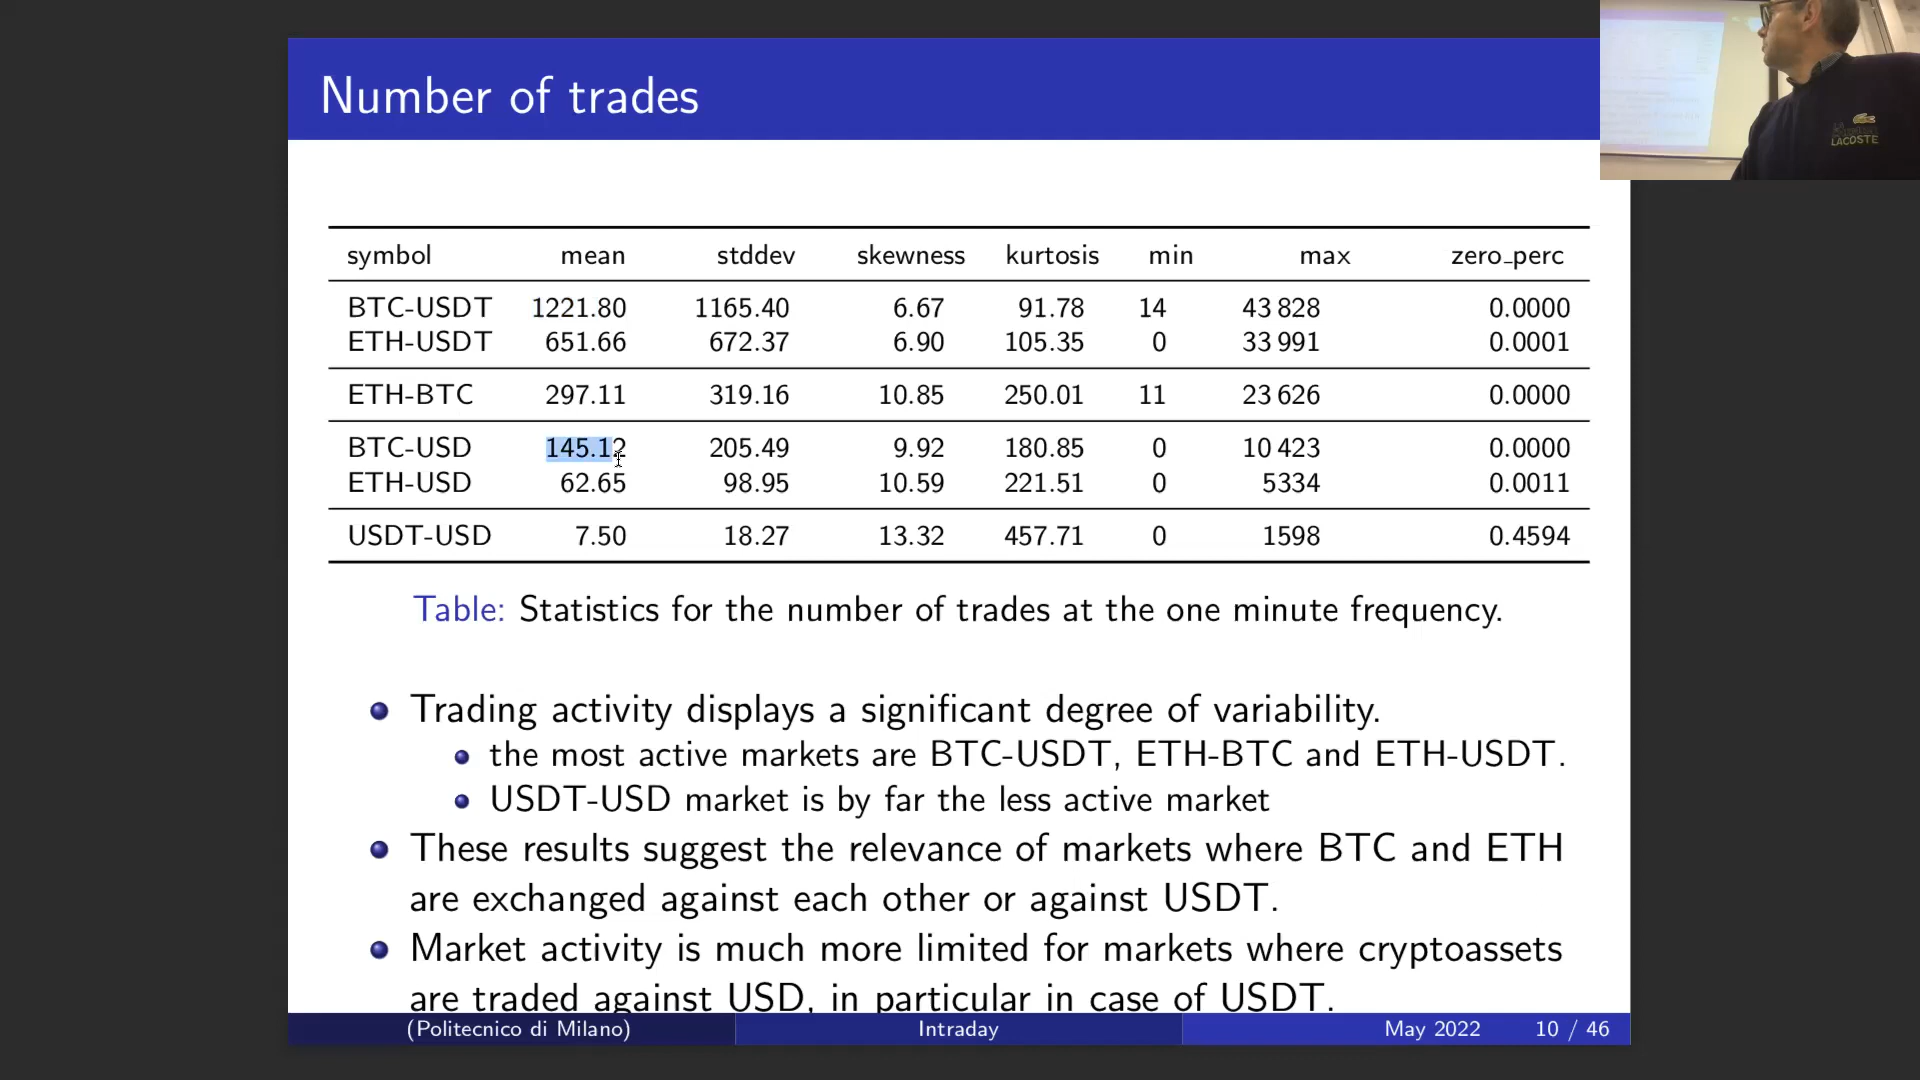 Number of trades
LACOSTE
symbol mean stddev skewness kurtosis min max zero_perc
BTC-USDT 1221.80 1165.40 6.67 91.78 14 43 828 0.0000
ETH-USDT 651.66 672.37 6.90 105.35 0 33 991 0.0001
ETH-BTC 297.11 319.16 10.85 250.01 11 23 626 0.0000
BTC-USD 145.12 205.49 9.92 180.85 0 10 423 0.0000
ETH-USD 62.65 98.95 10.59 221.51 0 5334 0.0011
USDT-USD 7.50 18.27 13.32 457.71 0 1598 0.4594
Table: Statistics for the number of trades at the one minute frequency.
Trading activity displays a significant degree of variability.
the most active markets are BTC-USDT, ETH-BTC and ETH-USDT.
USDT-USD market is by far the less active market
These results suggest the relevance of markets where BTC and ETH
are exchanged against each other or against USDT.
Market activity is much more limited for markets where cryptoassets
are traded against USD, in particular in case of USDT.
(Politecnico di Milano) Intraday May 2022 10 / 46